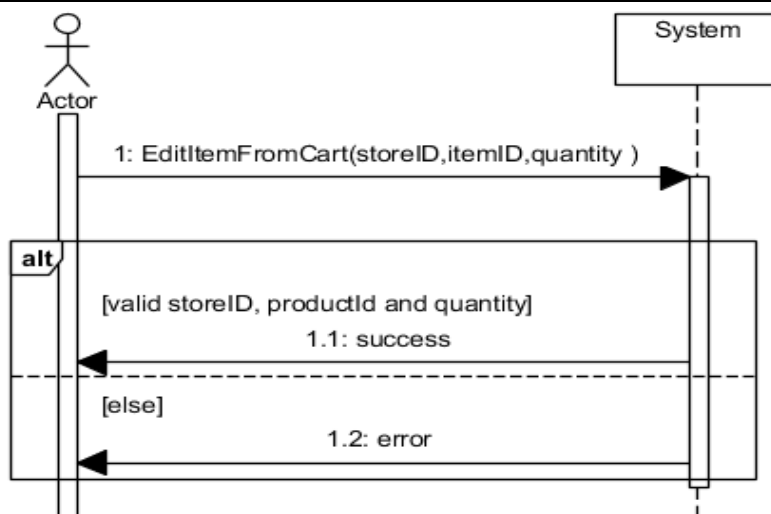 System
Actor
1: EditItemFromCart(storeID,itemID,quantity )
alt
[valid storeID, productId and quantity]
1.1: success
[else]
1.2: error